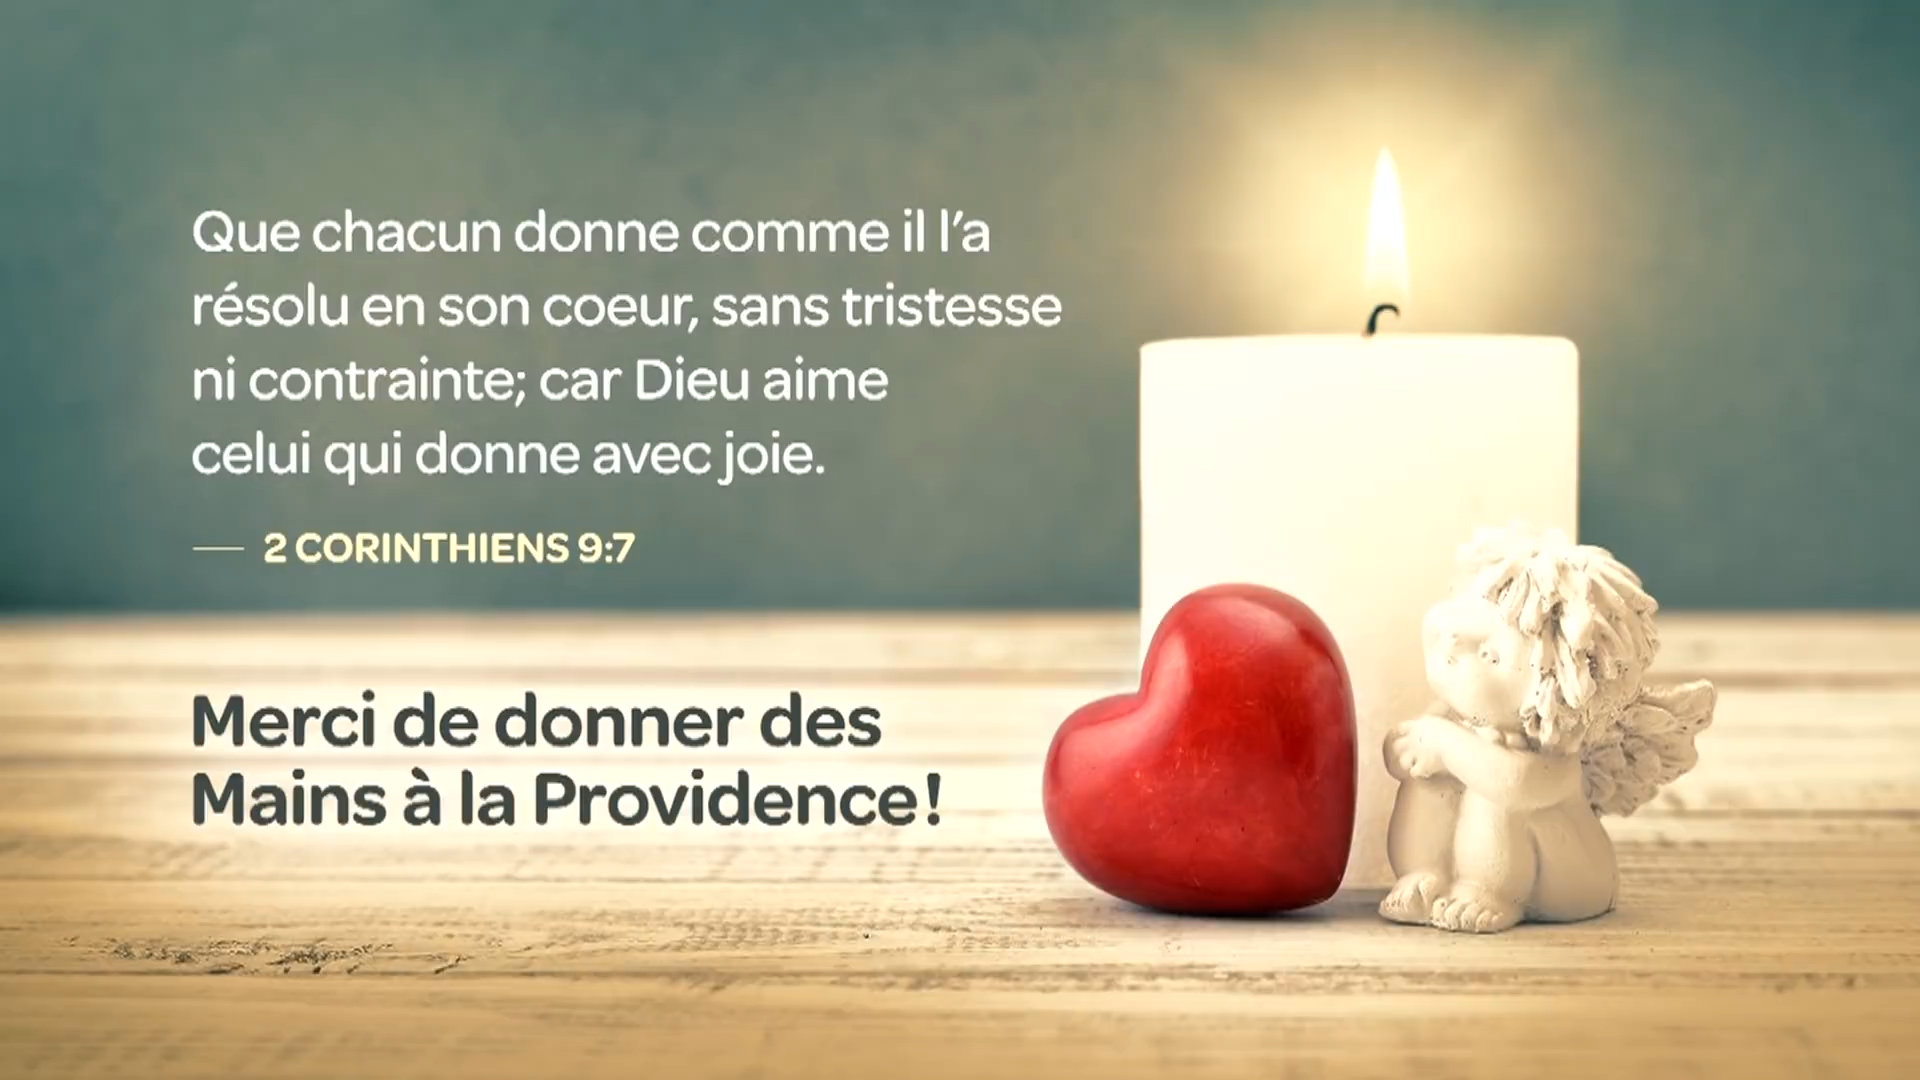 Que chacun donne comme il l’a
résolu en son coeur, sans tristesse
ni contrainte; car Dieu aime
celui qui donne avec joie.
— 2 CORINTHIENS 9:7
Merci de donner des
Mains à la Providence!